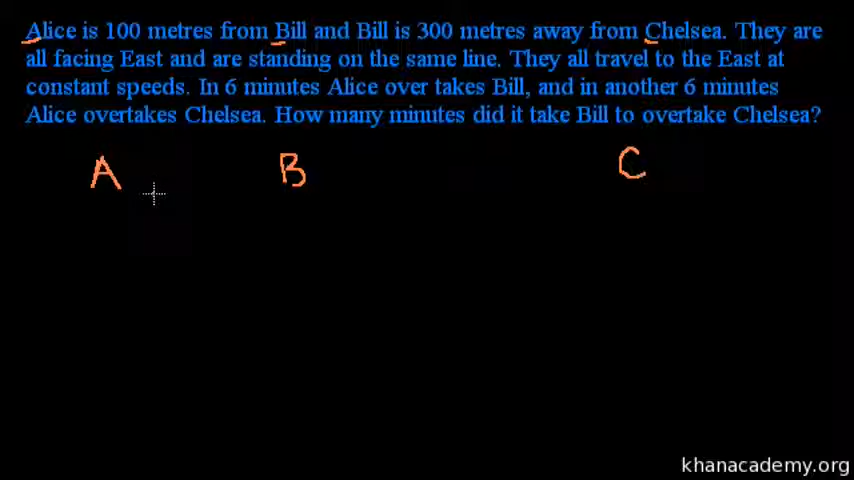 Alice is 100 metres from Bill and Bill is 300 metres away from Chelsea. They are
all facing East and are standing on the same line. They all travel to the East at
constant speeds. In 6 minutes Alice over takes Bill, and in another 6 minutes
Alice overtakes Chelsea. How many minutes did it take Bill to overtake Chelsea?
A B C
khanacademy.org